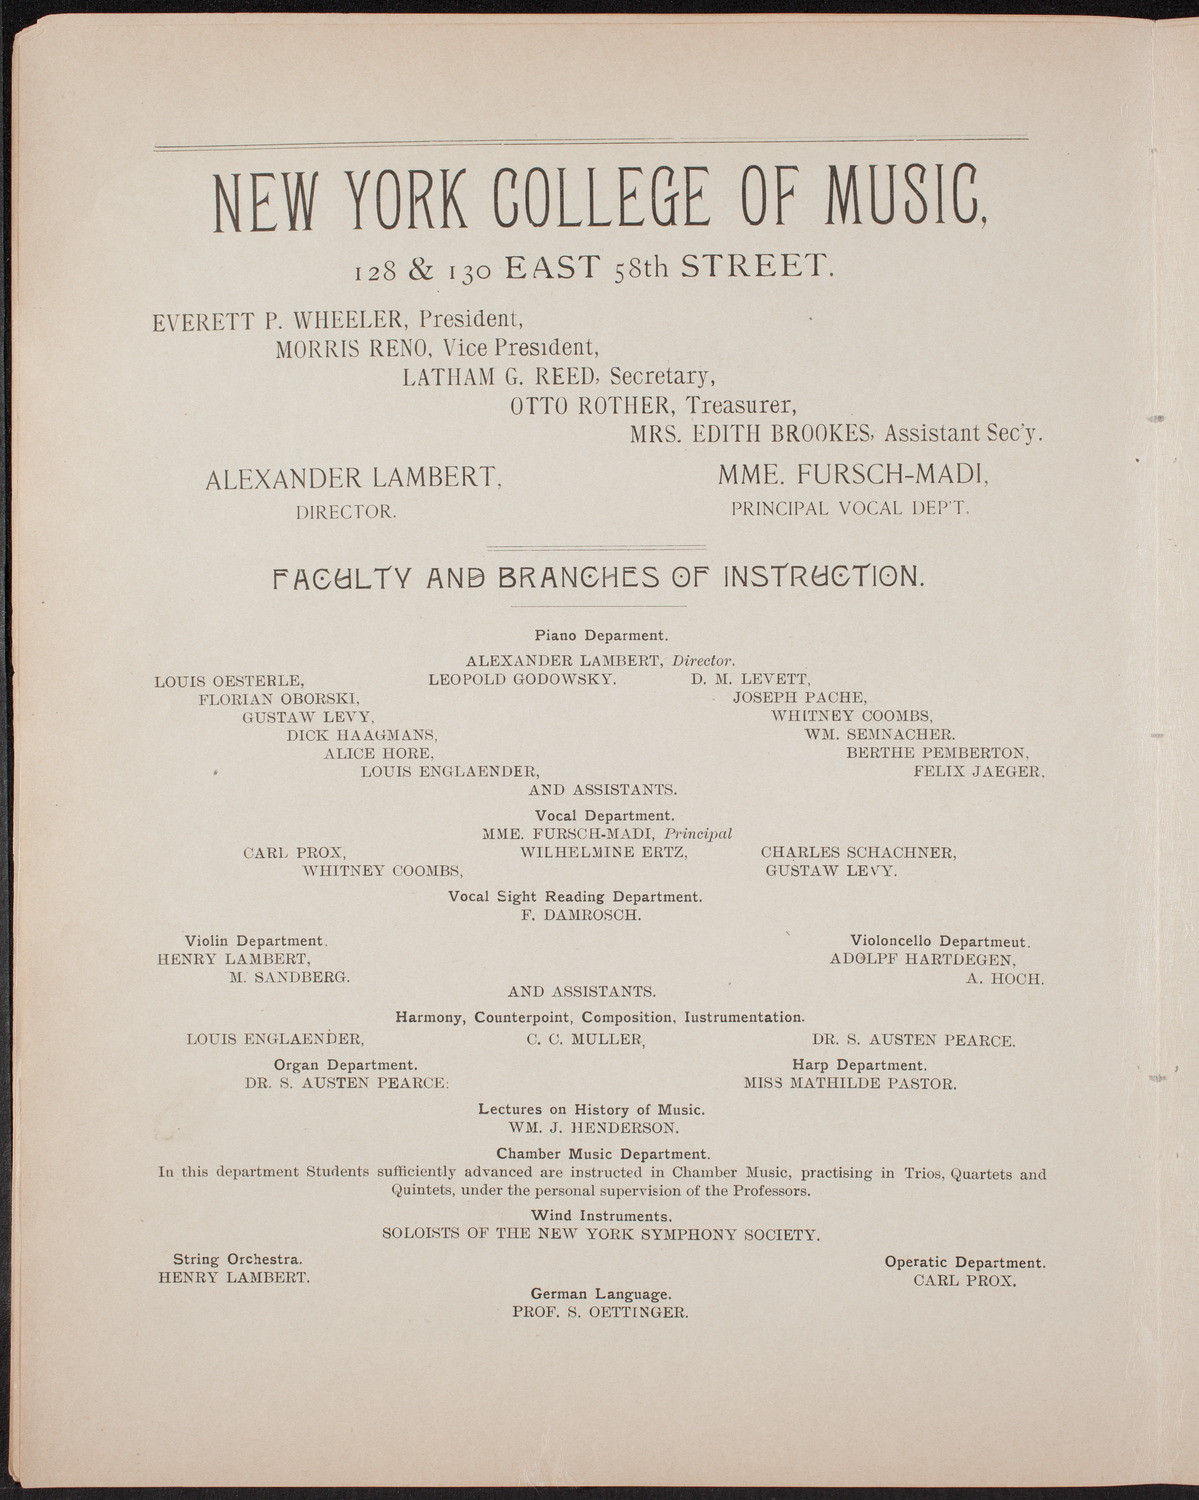 NEW YORK COLLEGE OF MUSIC,
128 & 130 EAST 58th STREET.
EVERETT P. WHEELER, President,
MORRIS RENO, Vice President,
LATHAM G. REED, Secretary,
OTTO ROTHER, Treasurer,
MRS. EDITH BROOKES, Assistant Sec'y.
ALEXANDER LAMBERT, MME. FURSCH-MADI,
DIRECTOR. PRINCIPAL VOCAL DEP'T.
FACULTY AND BRANCHES OF INSTRUCTION.
Piano Deparment.
ALEXANDER LAMBERT, Director.
LOUIS OESTERLE, LEOPOLD GODOWSKY. D. M. LEVETT,
FLORIAN OBORSKI, JOSEPH PACHE,
GUSTAW LEVY, WHITNEY COOMBS,
DICK HAAGMANS, WM. SEMNACHER.
ALICE HORE, BERTHE PEMBERTON,
LOUIS ENGLAENDER, FELIX JAEGER.
AND ASSISTANTS.
Vocal Department.
MME. FURSCH-MADI, Principal
CARL PROX, WILHELMINE ERTZ, CHARLES SCHACHNER,
WHITNEY COOMBS, GUSTAW LEVY.
Vocal Sight Reading Department.
F. DAMROSCH.
Violin Department. Violoncello Departmeut.
HENRY LAMBERT, ADOLPF HARTDEGEN,
M. SANDBERG. A. HOCH.
AND ASSISTANTS.
Harmony, Counterpoint, Composition, Iustrumentation.
LOUIS ENGLAENDER, C. C. MULLER, DR. S. AUSTEN PEARCE.
Organ Department. Harp Department.
DR. S. AUSTEN PEARCE: MISS MATHILDE PASTOR.
Lectures on History of Music.
WM. J. HENDERSON.
Chamber Music Department.
In this department Students sufficiently advanced are instructed in Chamber Music, practising in Trios, Quartets and
Quintets, under the personal supervision of the Professors.
Wind Instruments.
SOLOISTS OF THE NEW YORK SYMPHONY SOCIETY.
String Orchestra. Operatic Department.
HENRY LAMBERT. CARL PROX.
German Language.
PROF. S. OETTINGER.